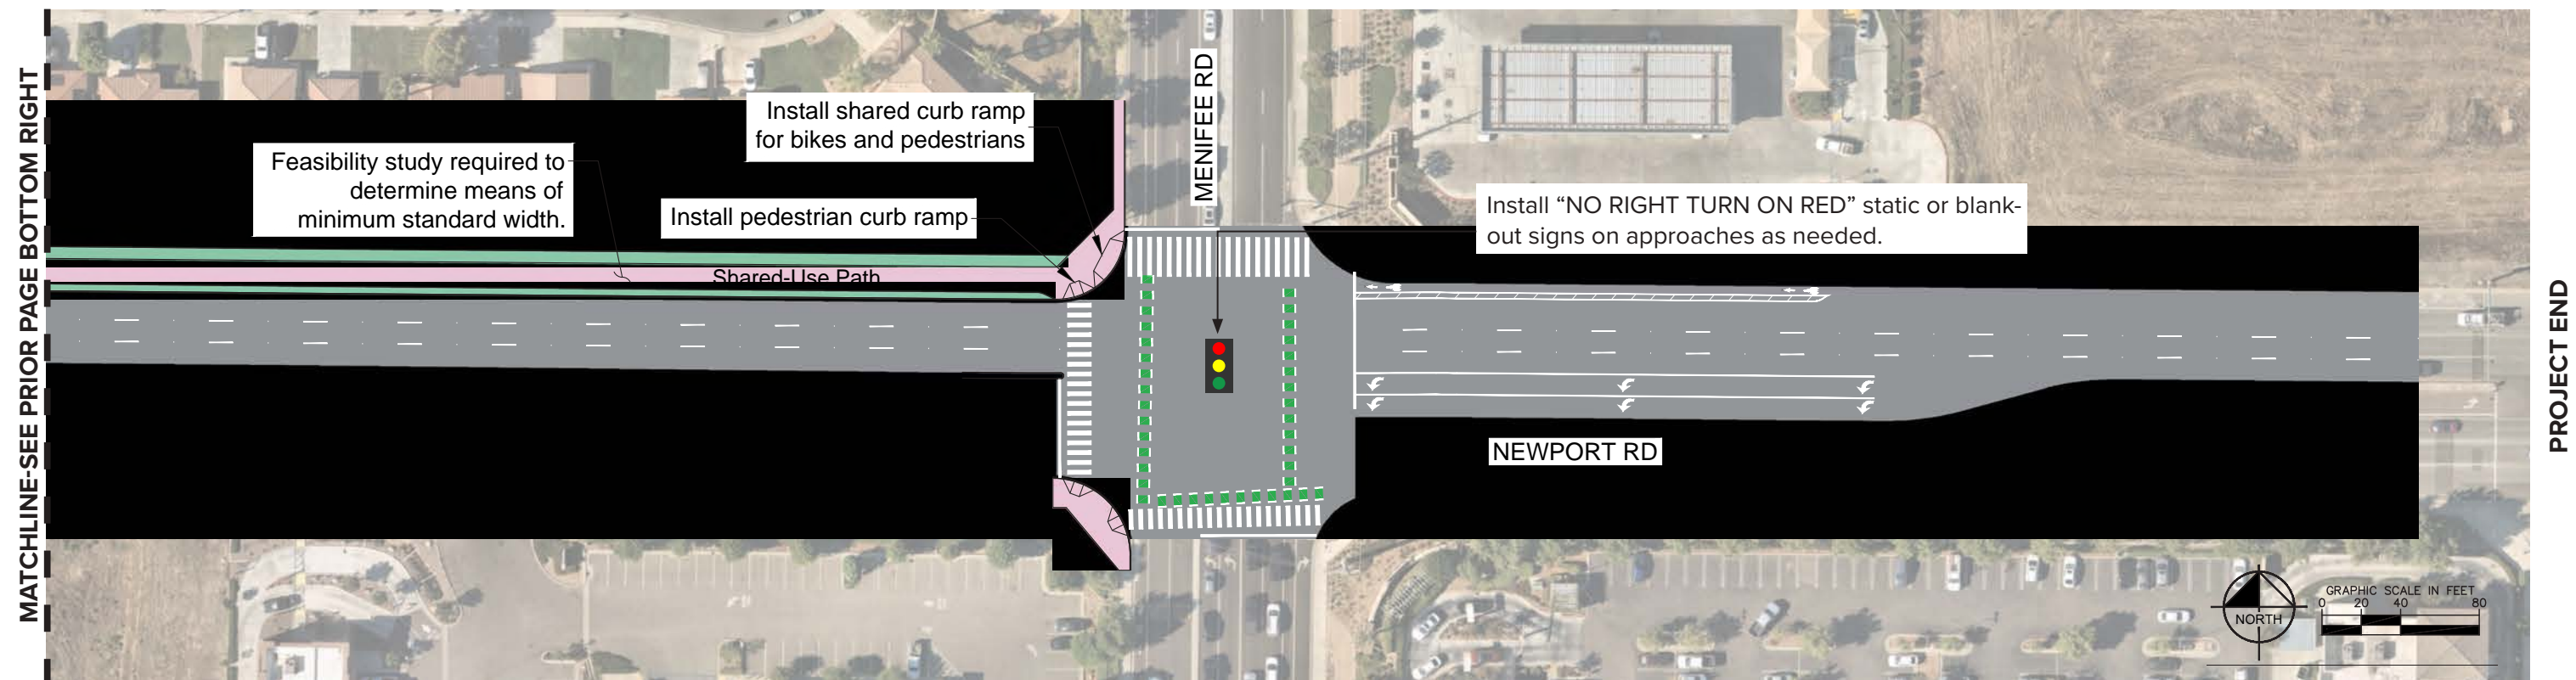 MATCHLINE-SEE PRIOR PAGE BOTTOM RIGHT
Feasibility study required to
determine means of
minimum standard width.
Install shared curb ramp
for bikes and pedestrians
Install pedestrian curb ramp
Shared-Use Path
MENIFEE RD
Install “NO RIGHT TURN ON RED” static or blank-
out signs on approaches as needed.
NEWPORT RD
PROJECT END
NORTH
GRAPHIC SCALE IN FEET
0 20 40 80